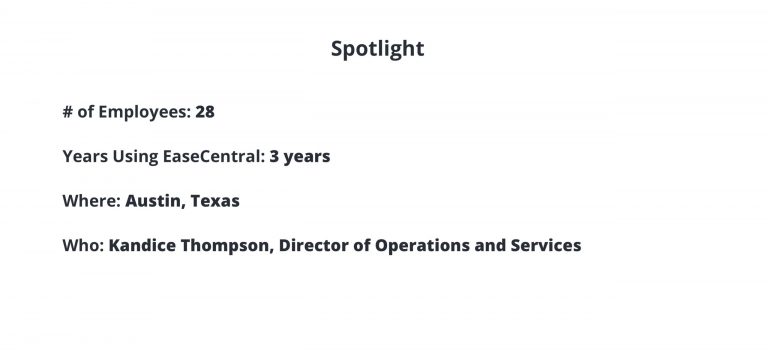 Spotlight
# of Employees: 28
Years Using EaseCentral: 3 years
Where: Austin, Texas
Who: Kandice Thompson, Director of Operations and Services